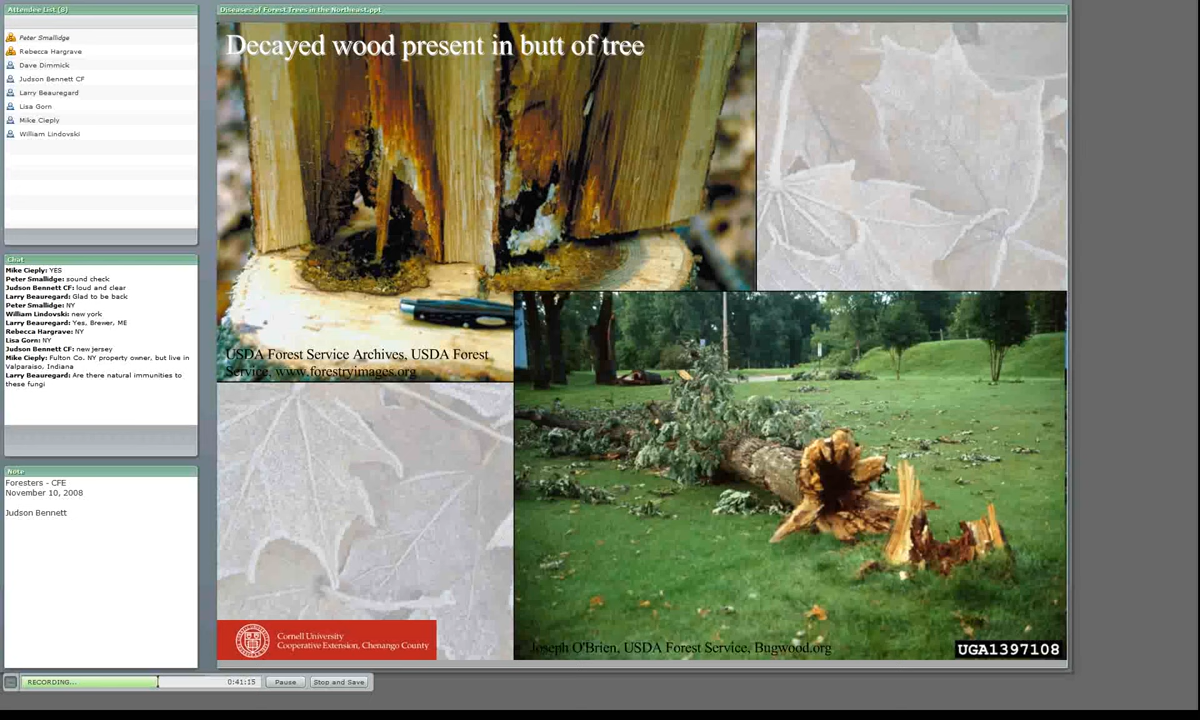 Attendee List (8)
Peter Smallidge
Rebecca Hargrave
Dave Dimmick
Judson Bennett CF
Larry Beauregard
Lisa Gorn
Mike Cieply
William Lindovski
Chat
Mike Cieply: YES
Peter Smallidge: sound check
Judson Bennett CF: loud and clear
Larry Beauregard: Glad to be back
Peter Smallidge: NY
William Lindovski: new york
Larry Beauregard: Yes, Brewer, ME
Rebecca Hargrave: NY
Lisa Gorn: NY
Judson Bennett CF: new jersey
Mike Cieply: Fulton Co. NY property owner, but live in
Valparaiso, Indiana
Larry Beauregard: Are there natural immunities to
these fungi
Note
Foresters - CFE
November 10, 2008
Judson Bennett
Diseases of Forest Trees in the Northeast.ppt
Decayed wood present in butt of tree
USDA Forest Service Archives, USDA Forest
Service, www.forestryimages.org
Cornell University
Cooperative Extension, Chenango County
Joseph O'Brien, USDA Forest Service, Bugwood.org
UGA1397108
RECORDING...
0:41:15
Pause
Stop and Save